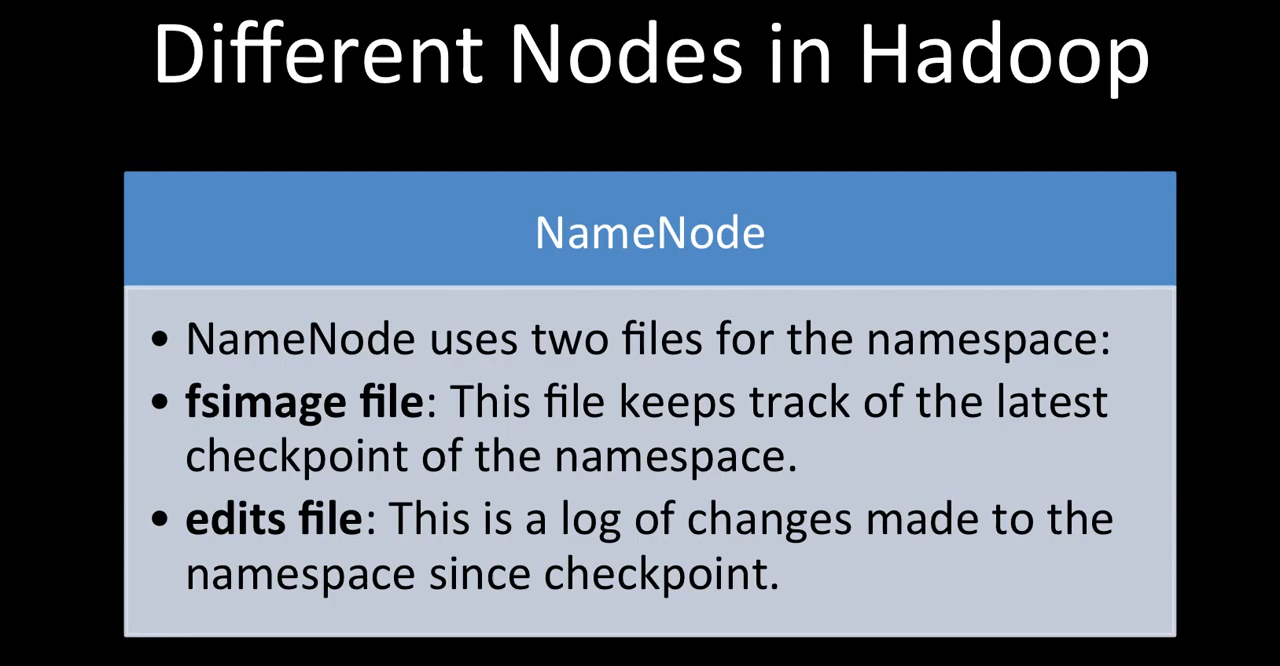 Different Nodes in Hadoop
NameNode
• NameNode uses two files for the namespace:
• fsimage file: This file keeps track of the latest
checkpoint of the namespace.
• edits file: This is a log of changes made to the
namespace since checkpoint.